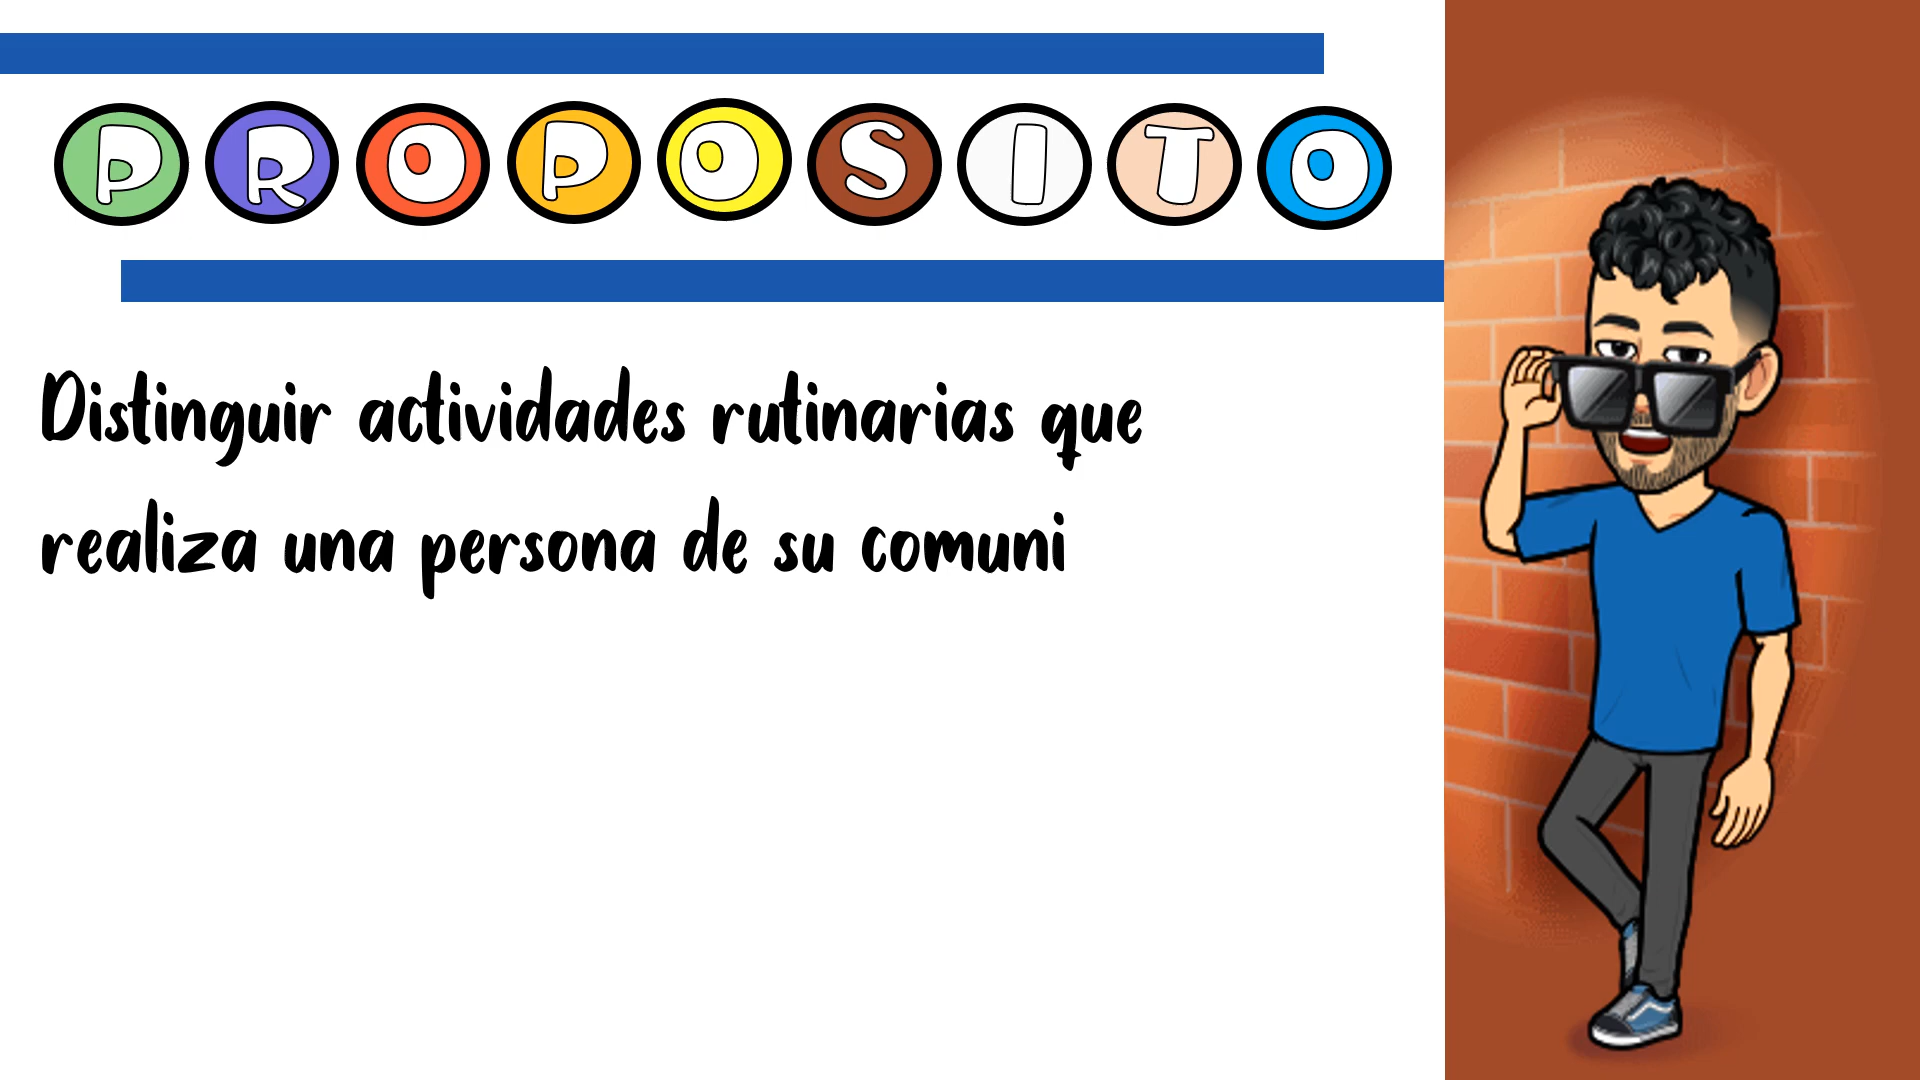 PROPOSITO
Distinguir actividades rutinarias que
realiza una persona de su comuni